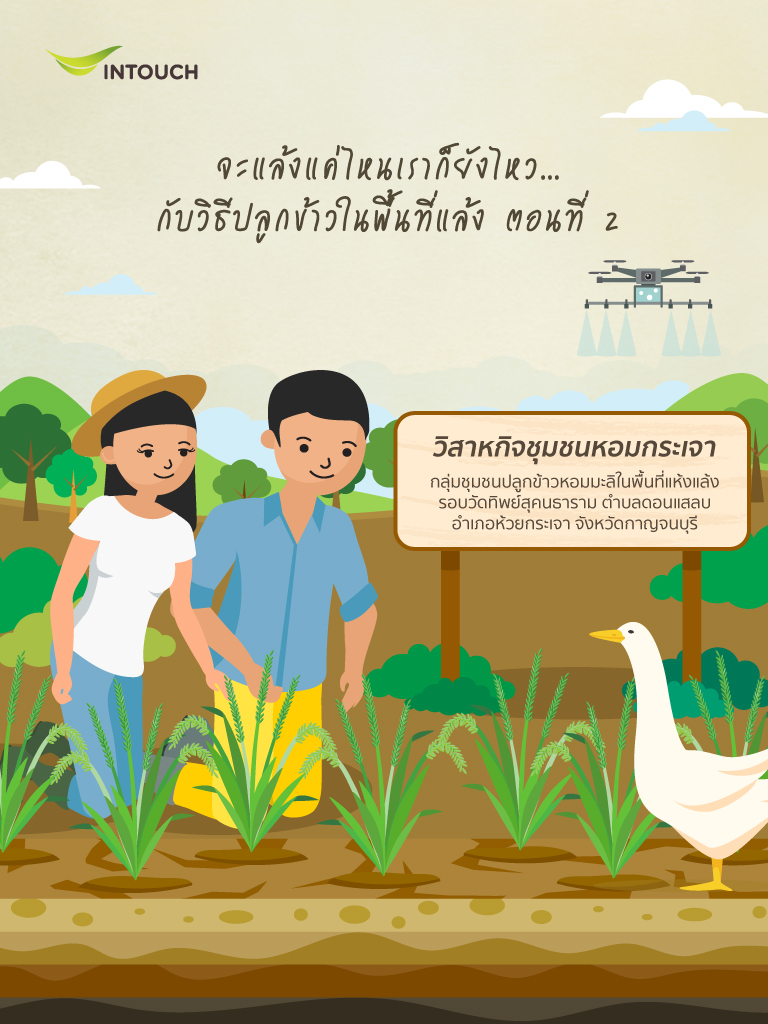 INTOUCH
จะแล้งแค่ไหนเราก็ยังไหว...
กับวิธีปลูกข้าวในพื้นที่แล้ง ตอนที่ 2
วิสาหกิจชุมชนหอมกระเจา
กลุ่มชุมชนปลูกข้าวหอมมะลิในพื้นที่แห้งแล้ง
รอบวัดทิพย์สุคนธาราม ตำบลดอนแสลบ
อำเภอห้วยกระเจา จังหวัดกาญจนบุรี